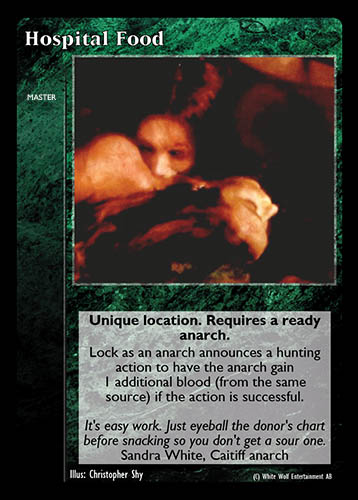 Hospital Food
MASTER
Unique location. Requires a ready
anarch.
Lock as an anarch announces a hunting
action to have the anarch gain
1 additional blood (from the same
source) if the action is successful.
It's easy work. Just eyeball the donor's chart
before snacking so you don't get a sour one.
Sandra White, Caitiff anarch
Illus: Christopher Shy
(C) White Wolf Entertainment AB